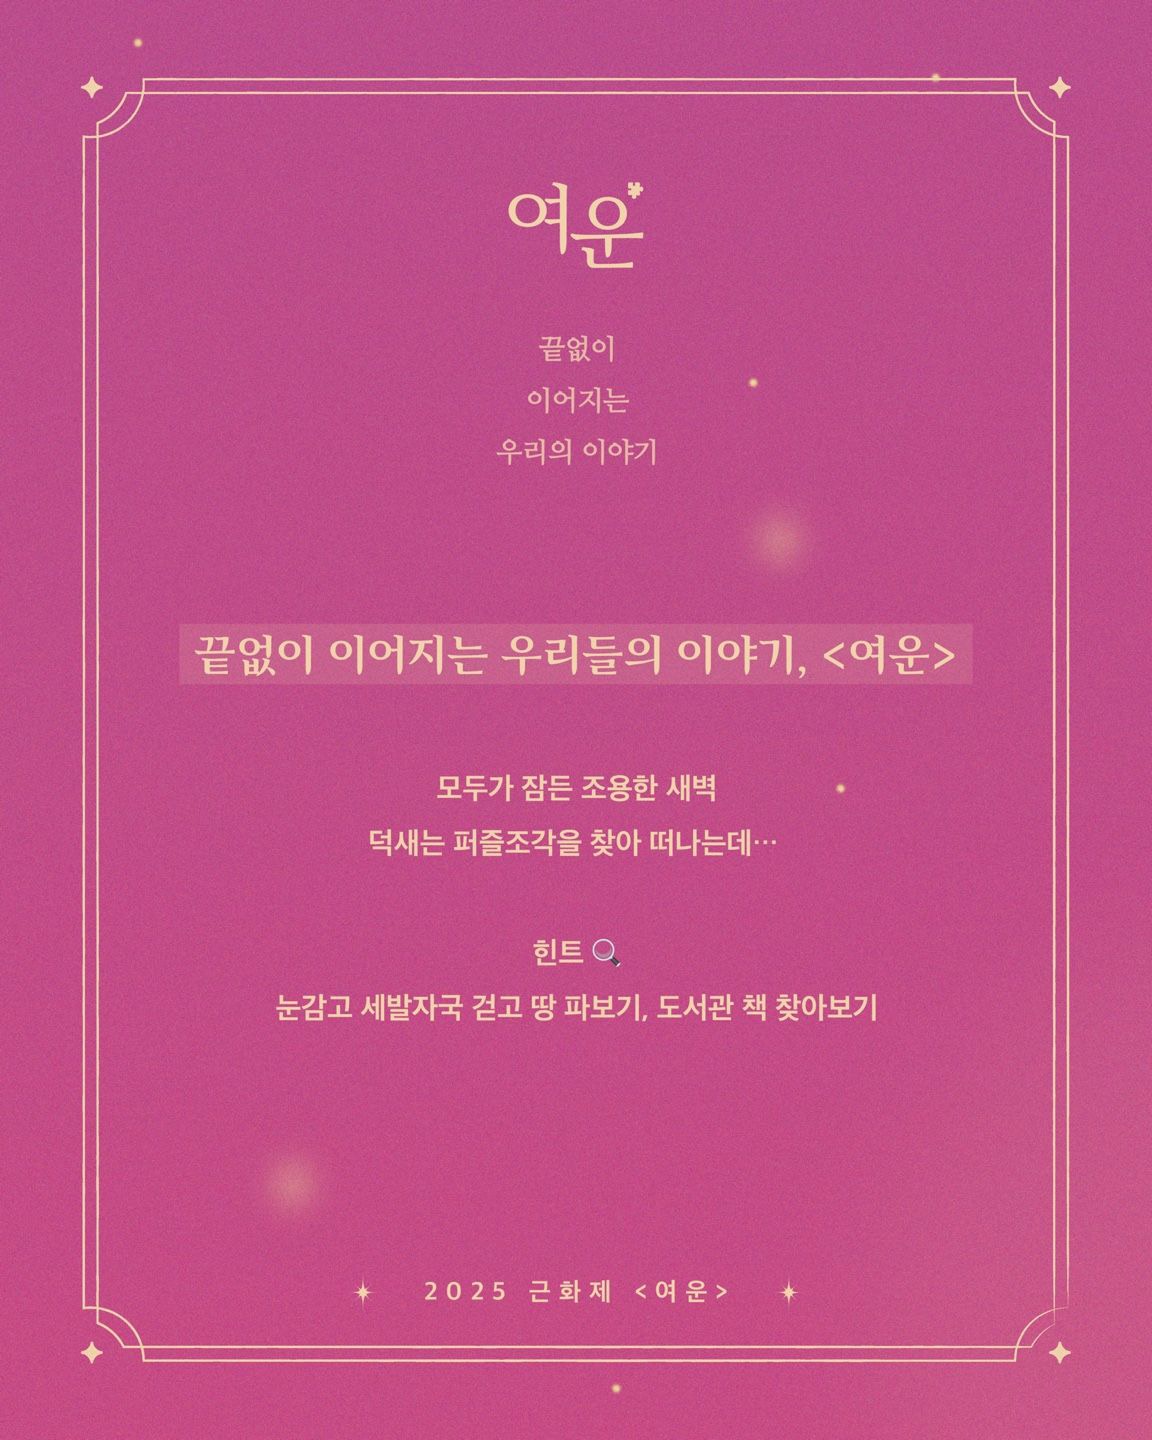 여운
끝없이
이어지는
우리의 이야기
끝없이 이어지는 우리들의 이야기, <여운>
모두가 잠든 조용한 새벽
덕새는 퍼즐조각을 찾아 떠나는데…
힌트 🔍
눈감고 세발자국 걷고 땅 파보기, 도서관 책 찾아보기
2025 근화제 <여운>